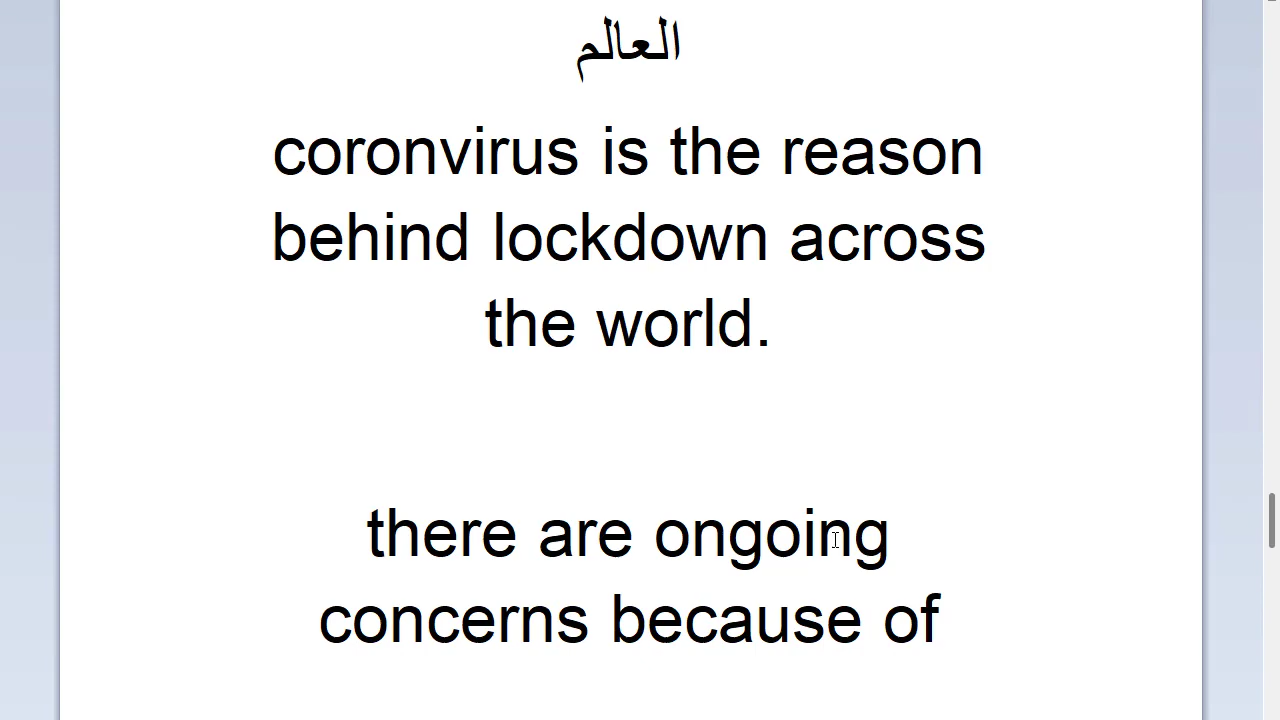 العالم
coronvirus is the reason
behind lockdown across
the world.
there are ongoing
concerns because of